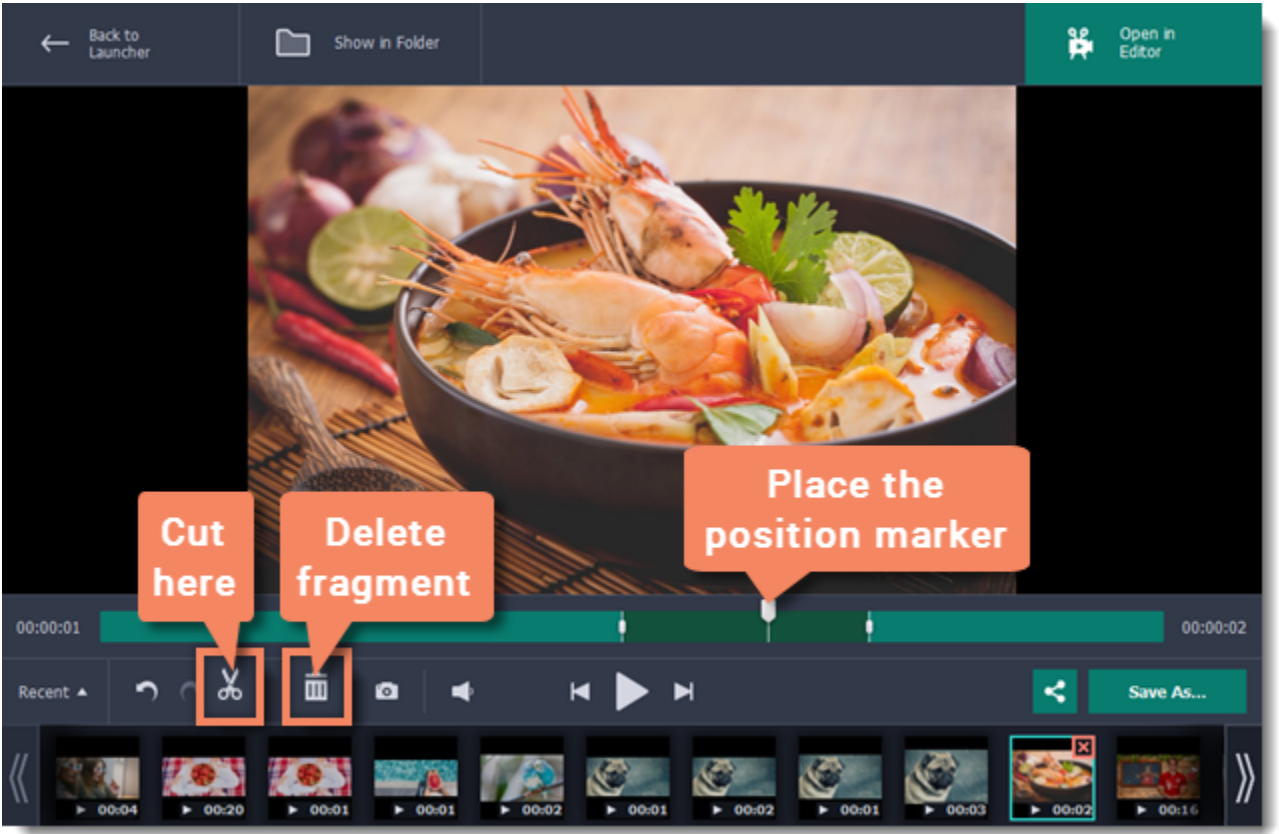 Back to
Launcher
Show in Folder
Open in
Editor
Place the
position marker
Cut
here
Delete
fragment
00:00:01
00:00:02
Recent
Save As...
00:04
00:20
00:01
00:01
00:02
00:01
00:02
00:01
00:03
00:02
00:16